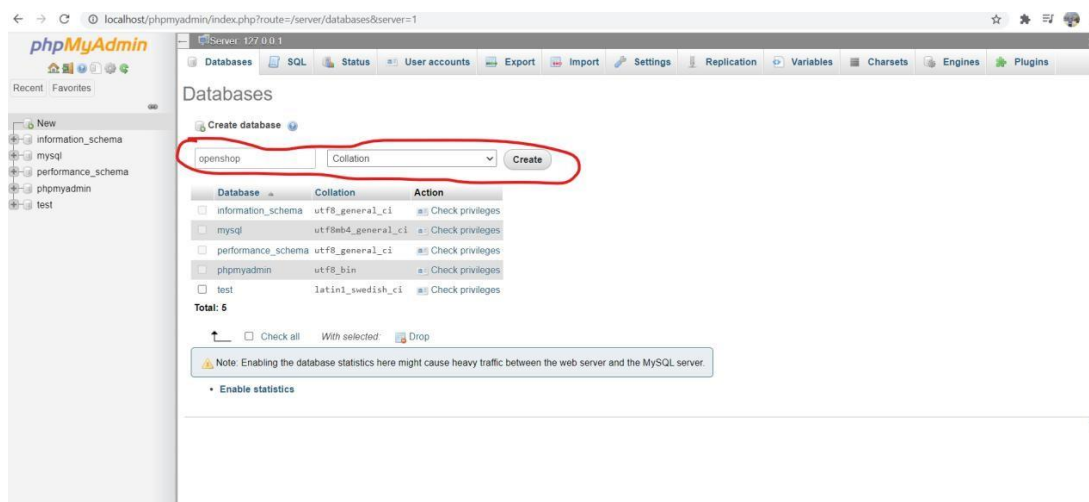 localhost/phpmyadmin/index.php?route=/server/databases&server=1
phpMyAdmin
Recent Favorites
New
information_schema
mysql
performance_schema
phpmyadmin
test
Server: 127.0.0.1
Databases SQL Status User accounts Export Import Settings Replication Variables Charsets Engines Plugins
Databases
Create database
openshop Collation Create
Database Collation Action
information_schema utf8_general_ci Check privileges
mysql utf8mb4_general_ci Check privileges
performance_schema utf8_general_ci Check privileges
phpmyadmin utf8_bin Check privileges
test latin1_swedish_ci Check privileges
Total: 5
Check all With selected Drop
Note: Enabling the database statistics here might cause heavy traffic between the web server and the MySQL server.
• Enable statistics